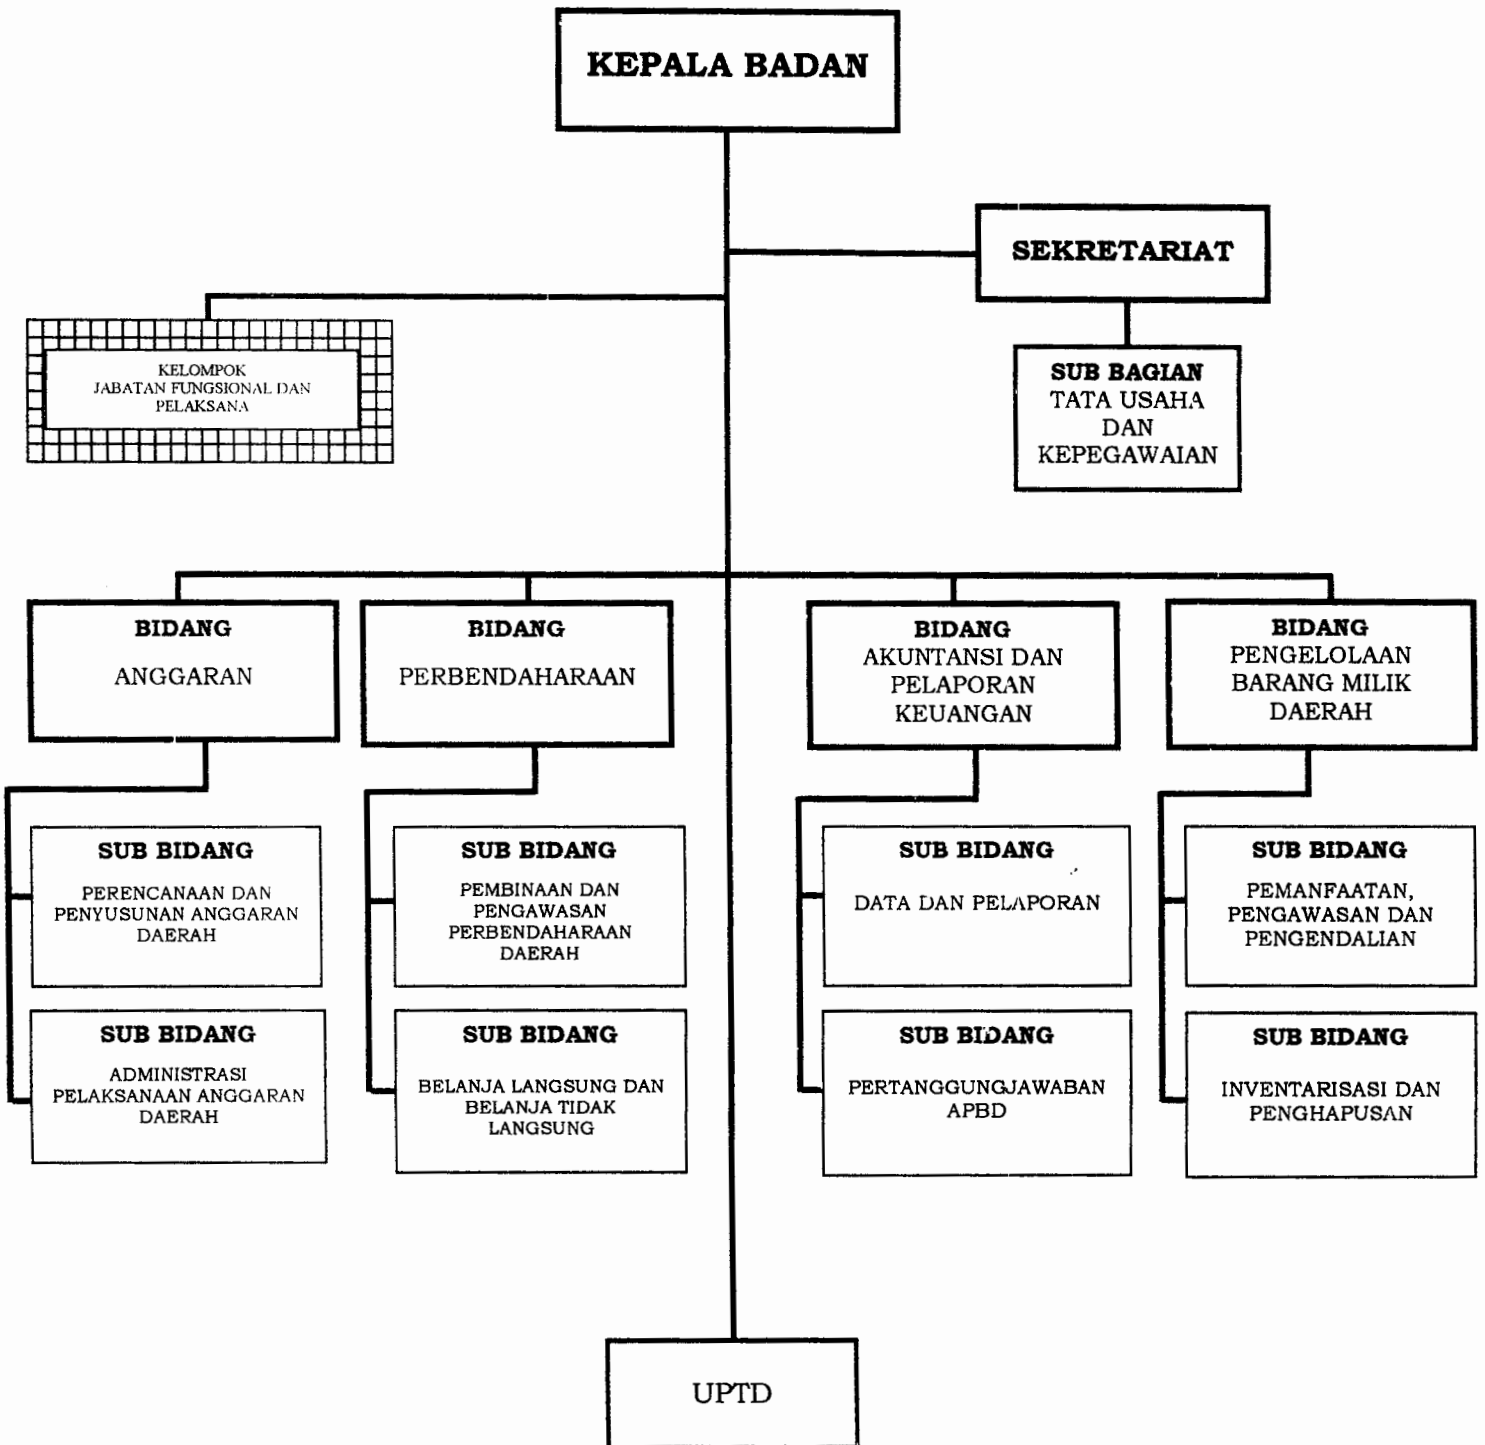 KEPALA BADAN
SEKRETARIAT
KELOMPOK
JABATAN FUNGSIONAL DAN
PELAKSANA
SUB BAGIAN
TATA USAHA
DAN
KEPEGAWAIAN
BIDANG
ANGGARAN
BIDANG
PERBENDAHARAAN
BIDANG
AKUNTANSI DAN
PELAPORAN
KEUANGAN
BIDANG
PENGELOLAAN
BARANG MILIK
DAERAH
SUB BIDANG
PERENCANAAN DAN
PENYUSUNAN ANGGARAN
DAERAH
SUB BIDANG
PEMBINAAN DAN
PENGAWASAN
PERBENDAHARAAN
DAERAH
SUB BIDANG
DATA DAN PELAPORAN
SUB BIDANG
PEMANFAATAN,
PENGAWASAN DAN
PENGENDALIAN
SUB BIDANG
ADMINISTRASI
PELAKSANAAN ANGGARAN
DAERAH
SUB BIDANG
BELANJA LANGSUNG DAN
BELANJA TIDAK
LANGSUNG
SUB BIDANG
PERTANGGUNGJAWABAN
APBD
SUB BIDANG
INVENTARISASI DAN
PENGHAPUSAN
UPTD